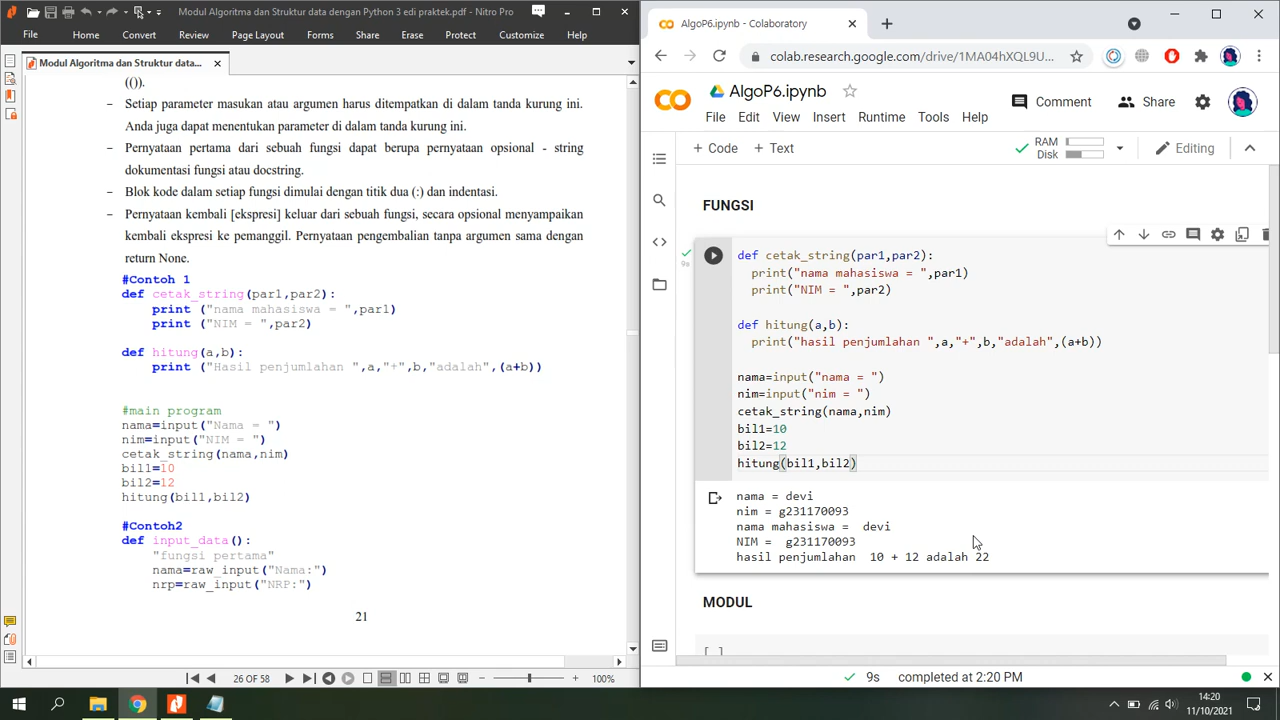 Modul Algoritma dan Struktur data dengan Python 3 edi praktek.pdf - Nitro Pro
File
Home
Convert
Review
Page Layout
Forms
Share
Erase
Protect
Customize
Help
Modul Algoritma dan Struktur data...
(()).
– Setiap parameter masukan atau argumen harus ditempatkan di dalam tanda kurung ini.
Anda juga dapat menentukan parameter di dalam tanda kurung ini.
– Pernyataan pertama dari sebuah fungsi dapat berupa pernyataan opsional - string
dokumentasi fungsi atau docstring.
– Blok kode dalam setiap fungsi dimulai dengan titik dua (:) dan indentasi.
– Pernyataan kembali [ekspresi] keluar dari sebuah fungsi, secara opsional menyampaikan
kembali ekspresi ke pemanggil. Pernyataan pengembalian tanpa argumen sama dengan
return None.
#Contoh 1
def cetak_string(par1,par2):
print ("nama mahasiswa = ",par1)
print ("NIM = ",par2)
def hitung(a,b):
print ("Hasil penjumlahan ",a,"+",b,"adalah",(a+b))
#main program
nama=input("Nama = ")
nim=input("NIM = ")
cetak_string(nama,nim)
bil1=10
bil2=12
hitung(bil1,bil2)
#Contoh2
def input_data():
"fungsi pertama"
nama=raw_input("Nama:")
nrp=raw_input("NRP:")
21
26 OF 58
100%
AlgoP6.ipynb - Colaboratory
colab.research.google.com/drive/1MA04hXQL9U...
AlgoP6.ipynb
Comment
Share
File
Edit
View
Insert
Runtime
Tools
Help
+ Code
+ Text
RAM
Disk
Editing
FUNGSI
9s
def cetak_string(par1,par2):
print("nama mahasiswa = ",par1)
print("NIM = ",par2)
def hitung(a,b):
print("hasil penjumlahan ",a,"+",b,"adalah",(a+b))
nama=input("nama = ")
nim=input("nim = ")
cetak_string(nama,nim)
bil1=10
bil2=12
hitung(bil1,bil2)
nama = devi
nim = g231170093
nama mahasiswa =  devi
NIM =  g231170093
hasil penjumlahan  10 + 12 adalah 22
MODUL
[ ]
9s completed at 2:20 PM
14:20
11/10/2021